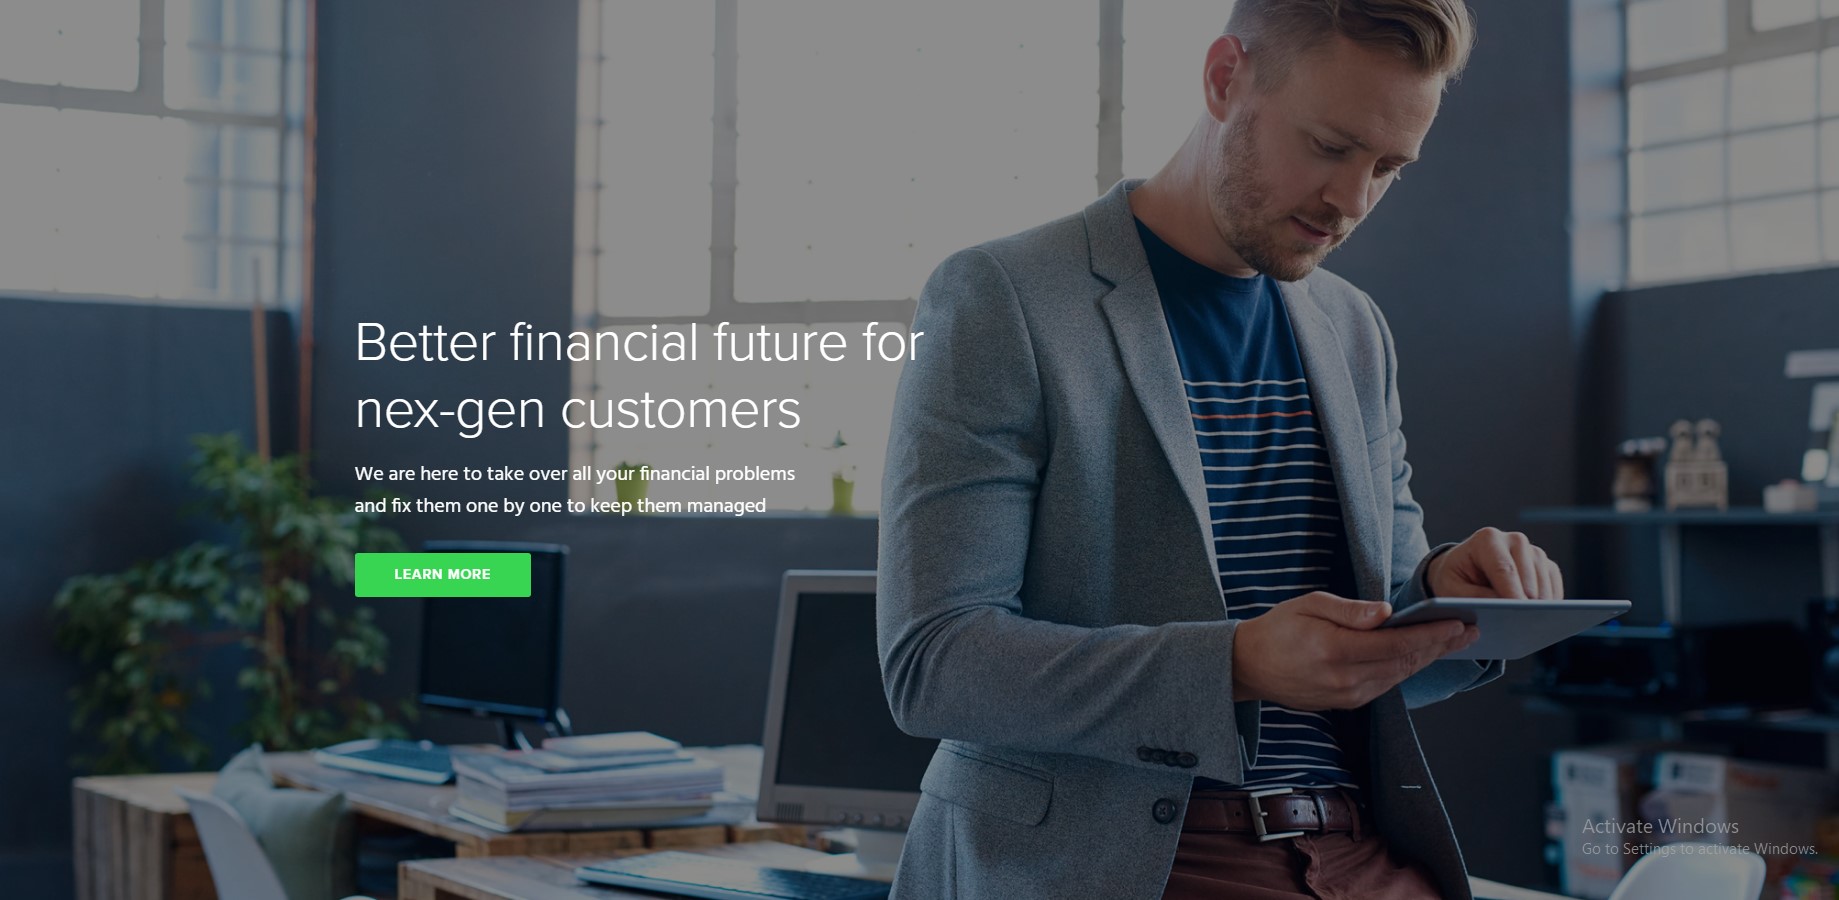 Better financial future for
nex-gen customers
We are here to take over all your financial problems
and fix them one by one to keep them managed
LEARN MORE
Activate Windows
Go to Settings to activate Windows.